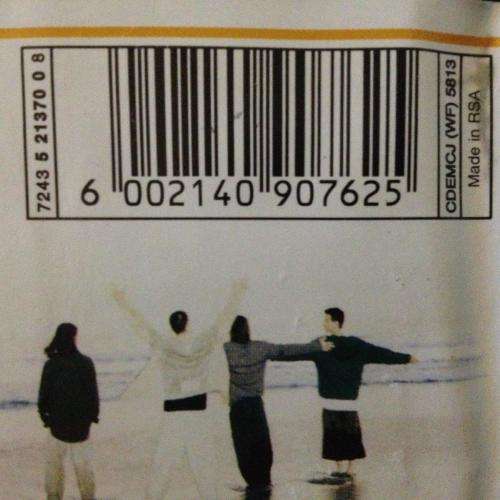 7243 5 21370 0 8
6 002140 907625
CDEMCJ (WF) 5813
Made in RSA